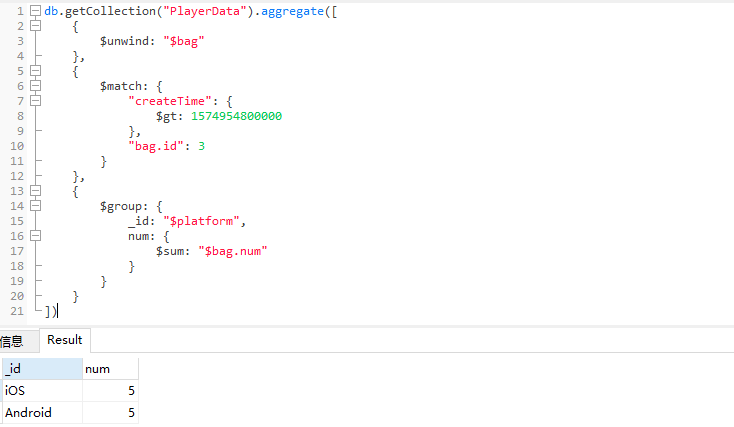 1 db.getCollection("PlayerData").aggregate([
2 {
3 $unwind: "$bag"
4 },
5 {
6 $match: {
7 "createTime": {
8 $gt: 1574954800000
9 },
10 "bag.id": 3
11 }
12 },
13 {
14 $group: {
15 _id: "$platform",
16 num: {
17 $sum: "$bag.num"
18 }
19 }
20 }
21 ])
信息 Result
_id num
iOS 5
Android 5